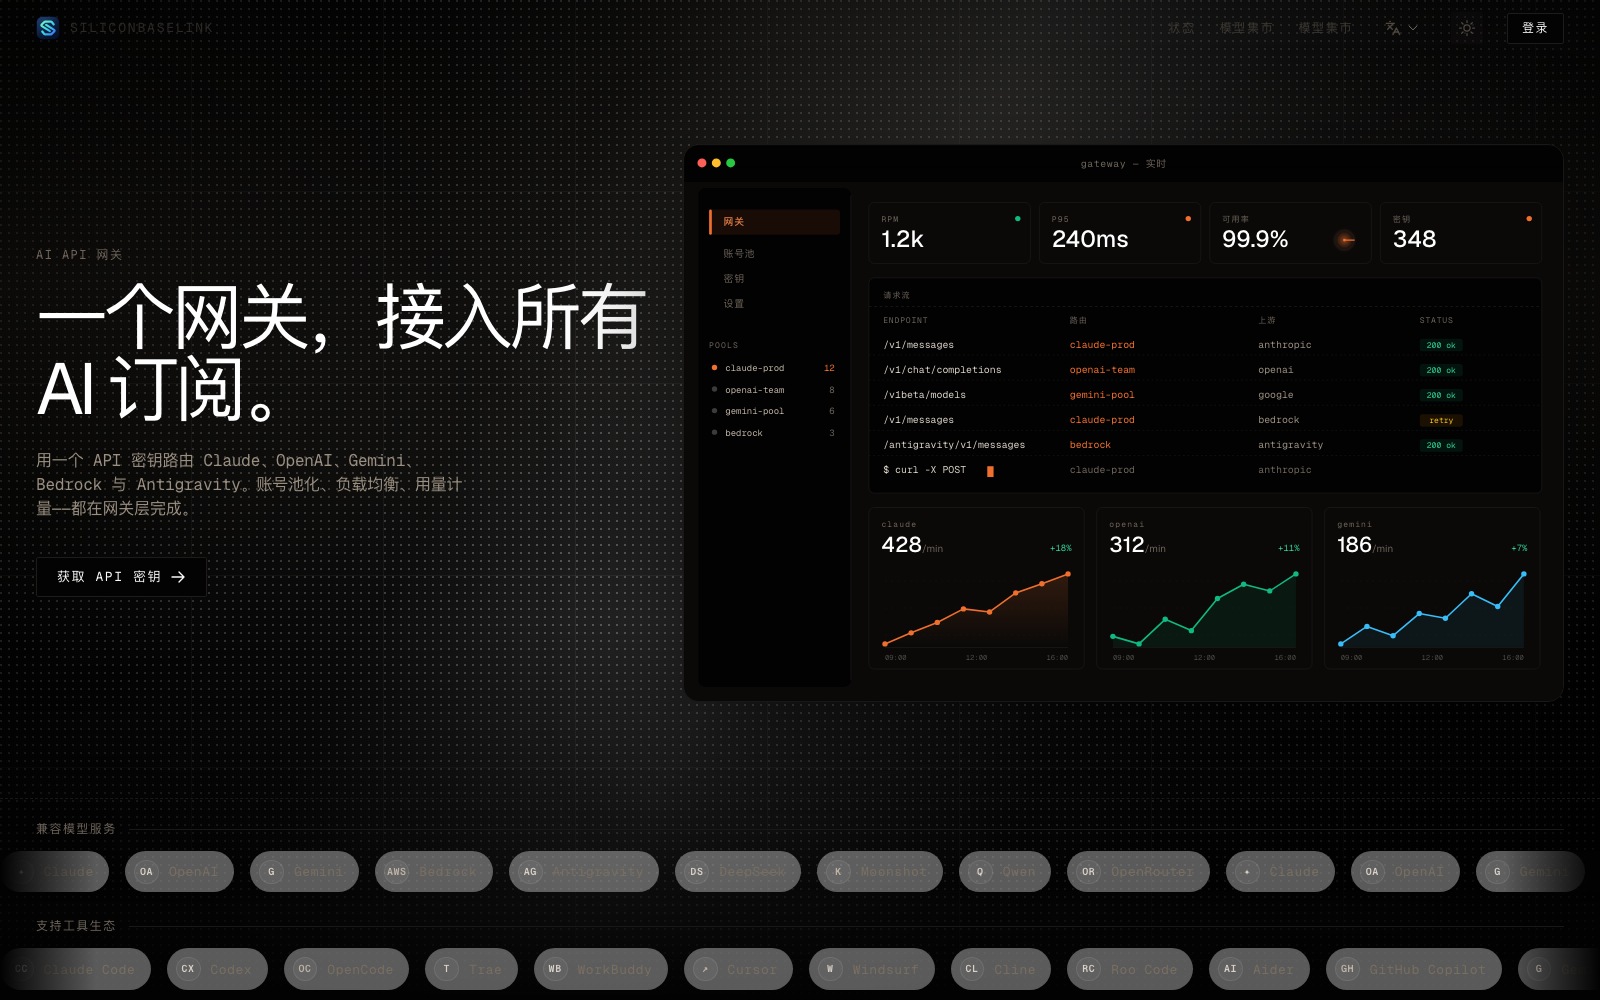 SILICONBASELINK
状态 模型集市 模型集市
登录
AI API 网关
一个网关，接入所有
AI 订阅。
用一个 API 密钥路由 Claude、OpenAI、Gemini、
Bedrock 与 Antigravity。账号池化、负载均衡、用量计
量——都在网关层完成。
获取 API 密钥 →
gateway — 实时
网关
账号池
密钥
设置
POOLS
claude-prod 12
openai-team 8
gemini-pool 6
bedrock 3
RPM
1.2k
P95
240ms
可用率
99.9%
密钥
348
请求流
ENDPOINT 路由 上游 STATUS
/v1/messages claude-prod anthropic 200 ok
/v1/chat/completions openai-team openai 200 ok
/v1beta/models gemini-pool google 200 ok
/v1/messages claude-prod bedrock retry
/antigravity/v1/messages bedrock antigravity 200 ok
$ curl -X POST claude-prod anthropic
claude
428/min +18%
09:00 12:00 16:00
openai
312/min +11%
09:00 12:00 16:00
gemini
186/min +7%
09:00 12:00 16:00
兼容模型服务
Claude OA OpenAI G Gemini AWS Bedrock AG Antigravity DS DeepSeek K Moonshot Q Qwen OR OpenRouter Claude OA OpenAI G Gemini
支持工具生态
CC Claude Code CX Codex OC OpenCode T Trae WB WorkBuddy Cursor W Windsurf CL Cline RC Roo Code AI Aider GH GitHub Copilot G